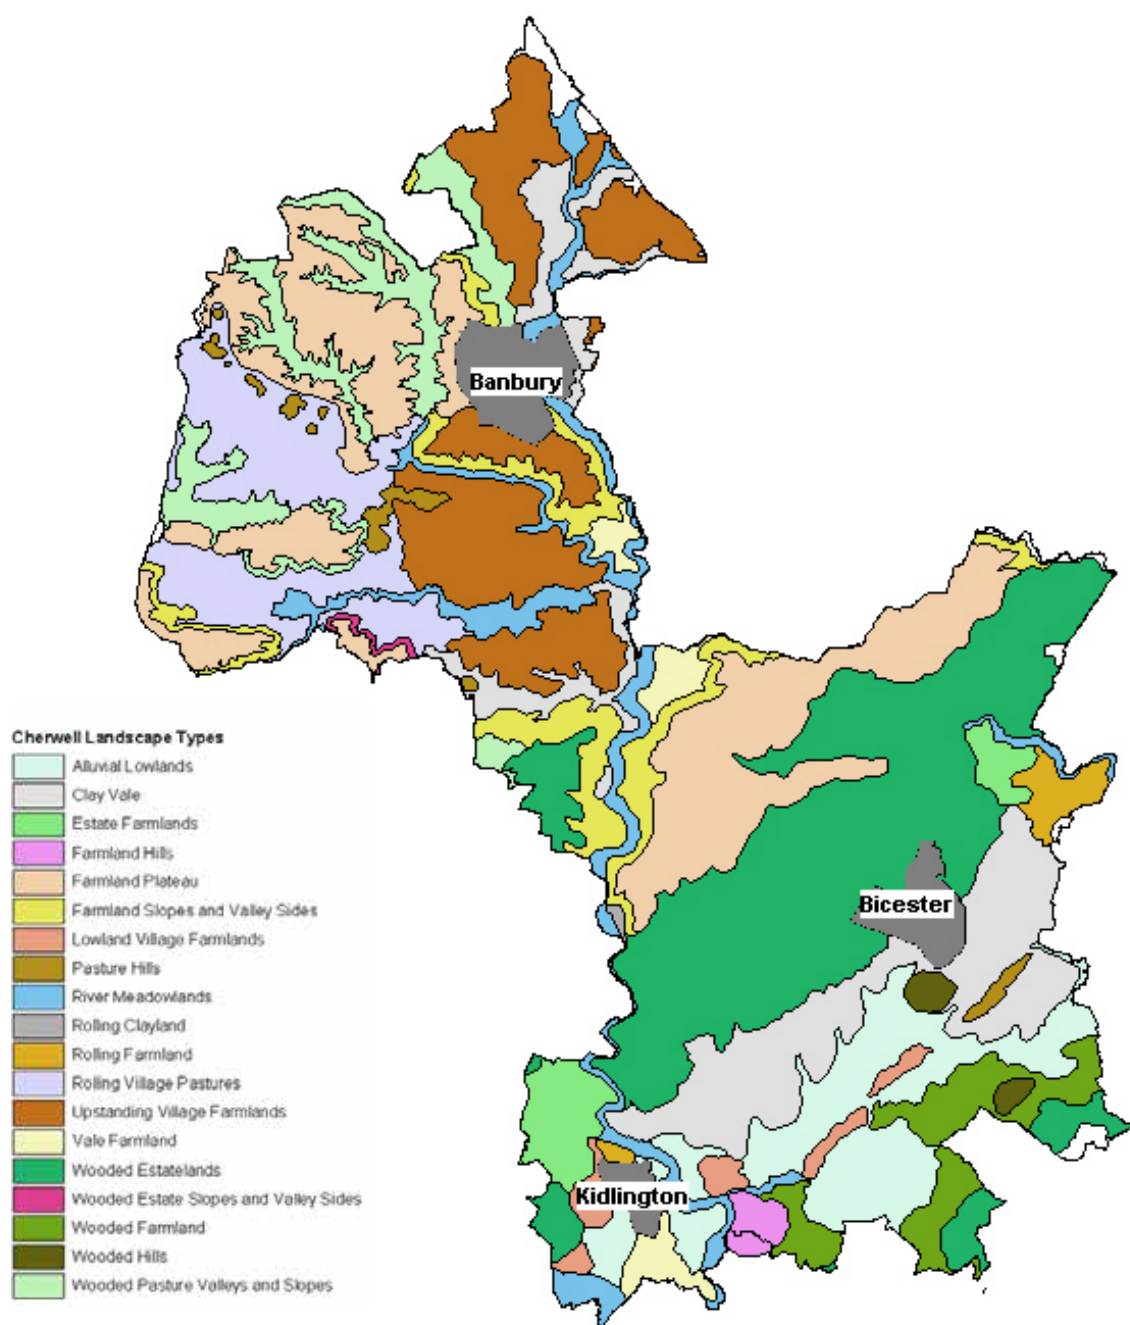 Banbury
Bicester
Kidlington
Cherwell Landscape Types
Alluvial Lowlands
Clay Vale
Estate Farmlands
Farmland Hills
Farmland Plateau
Farmland Slopes and Valley Sides
Lowland Village Farmlands
Pasture Hills
River Meadowlands
Rolling Clayland
Rolling Farmland
Rolling Village Pastures
Upstanding Village Farmlands
Vale Farmland
Wooded Estatelands
Wooded Estate Slopes and Valley Sides
Wooded Farmland
Wooded Hills
Wooded Pasture Valleys and Slopes